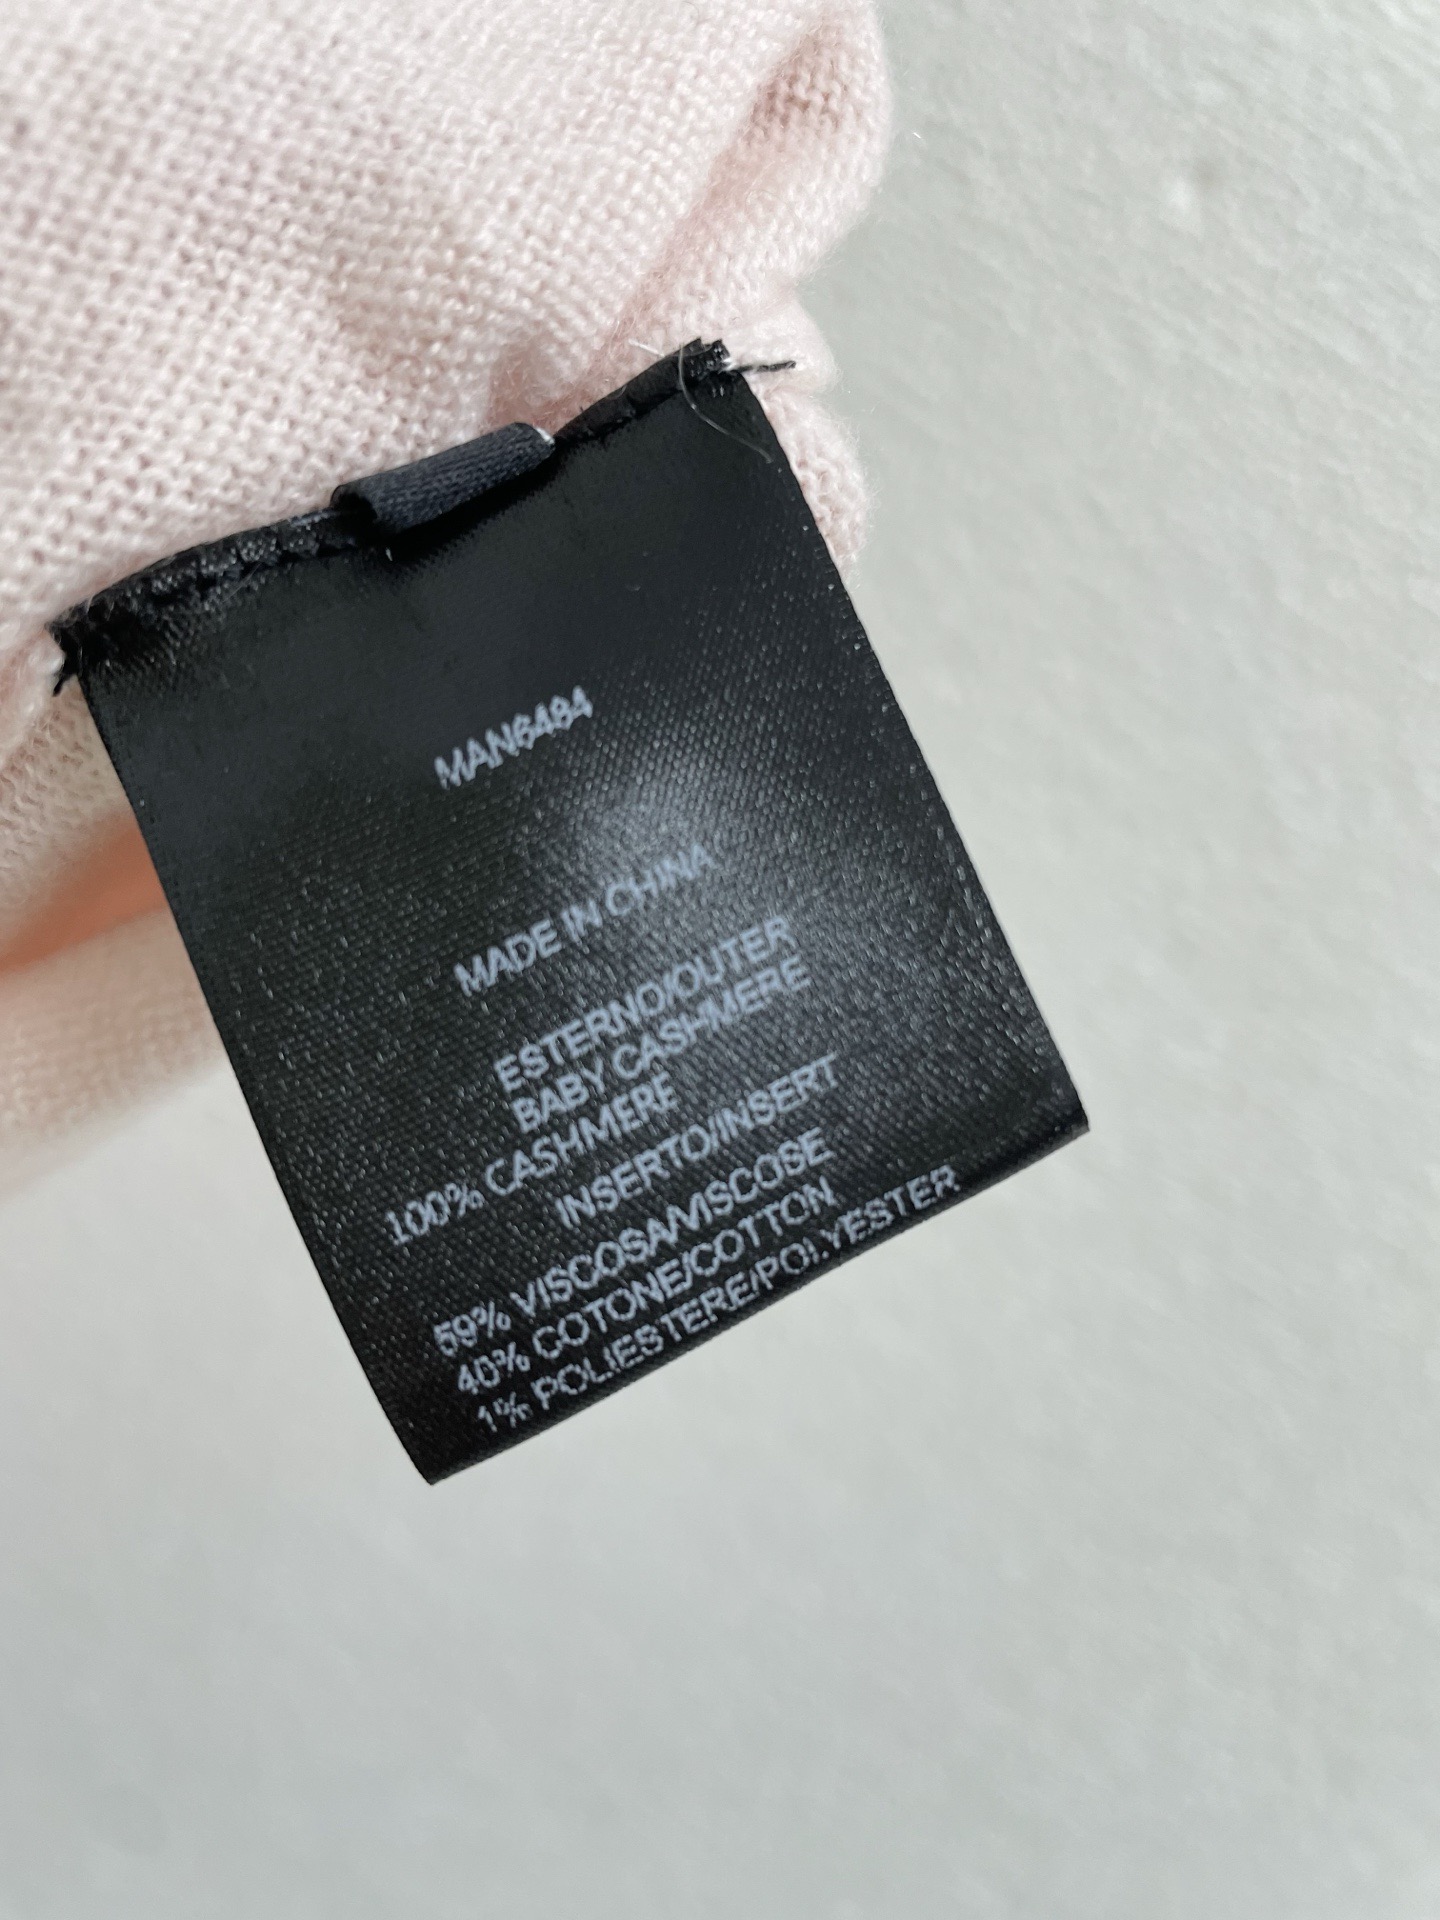 MAN6484
MADE IN CHINA
ESTERNO/OUTER
BABY CASHMERE
100% CASHMERE
INSERTO/INSERT
59% VISCOSA/VISCOSE
40% COTONE/COTTON
1% POLIESTERE/POLYESTER